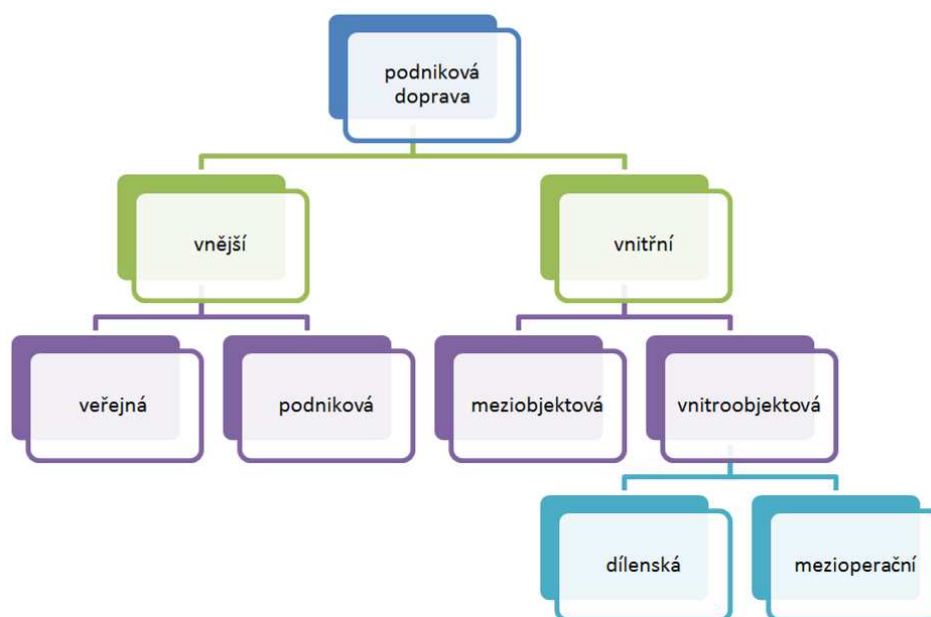 podniková
doprava
vnější
vnitřní
veřejná
podniková
meziobjektová
vnitroobjektová
dílenská
mezioperační